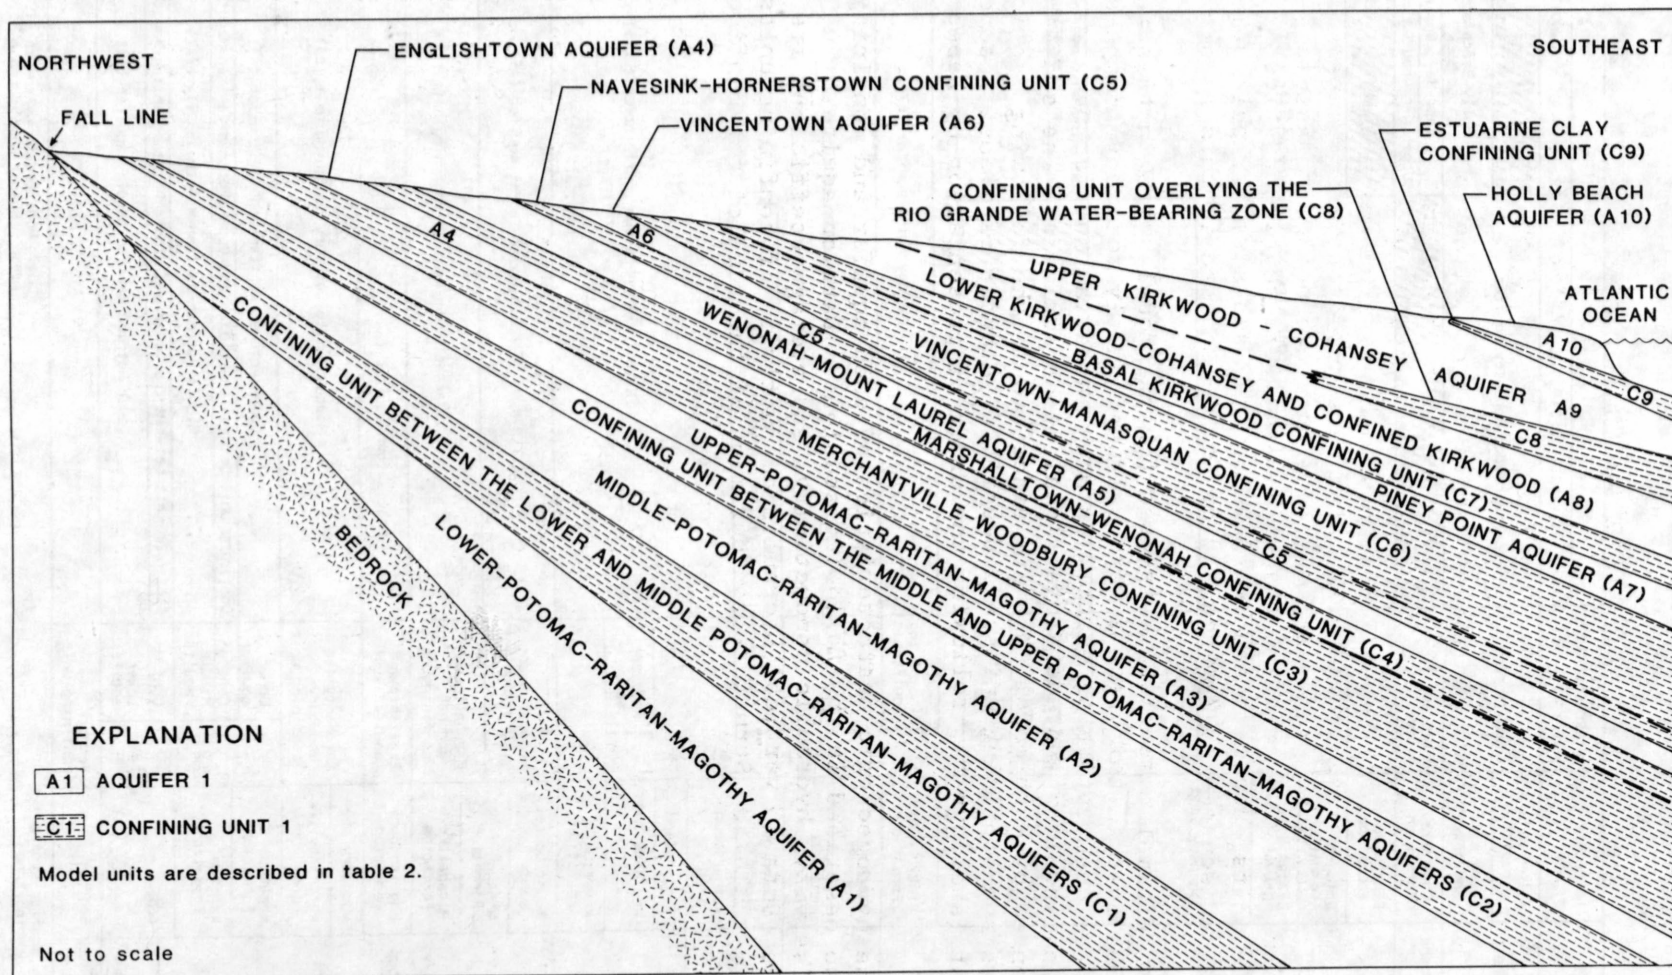 NORTHWEST
SOUTHEAST
FALL LINE
ENGLISHTOWN AQUIFER (A4)
NAVESINK-HORNERSTOWN CONFINING UNIT (C5)
VINCENTOWN AQUIFER (A6)
ESTUARINE CLAY
CONFINING UNIT (C9)
CONFINING UNIT OVERLYING THE
RIO GRANDE WATER-BEARING ZONE (C8)
HOLLY BEACH
AQUIFER (A10)
ATLANTIC
OCEAN
A4
A6
C5
A10
C9
UPPER KIRKWOOD - COHANSEY AQUIFER A9
C8
LOWER KIRKWOOD-COHANSEY AND CONFINED KIRKWOOD (A8)
BASAL KIRKWOOD CONFINING UNIT (C7)
PINEY POINT AQUIFER (A7)
VINCENTOWN-MANASQUAN CONFINING UNIT (C6)
C5
WENONAH-MOUNT LAUREL AQUIFER (A5)
MARSHALLTOWN-WENONAH CONFINING UNIT (C4)
MERCHANTVILLE-WOODBURY CONFINING UNIT (C3)
UPPER-POTOMAC-RARITAN-MAGOTHY AQUIFER (A3)
CONFINING UNIT BETWEEN THE MIDDLE AND UPPER POTOMAC-RARITAN-MAGOTHY AQUIFERS (C2)
MIDDLE-POTOMAC-RARITAN-MAGOTHY AQUIFER (A2)
CONFINING UNIT BETWEEN THE LOWER AND MIDDLE POTOMAC-RARITAN-MAGOTHY AQUIFERS (C1)
LOWER-POTOMAC-RARITAN-MAGOTHY AQUIFER (A1)
BEDROCK
EXPLANATION
A1 AQUIFER 1
C1 CONFINING UNIT 1
Model units are described in table 2.
Not to scale